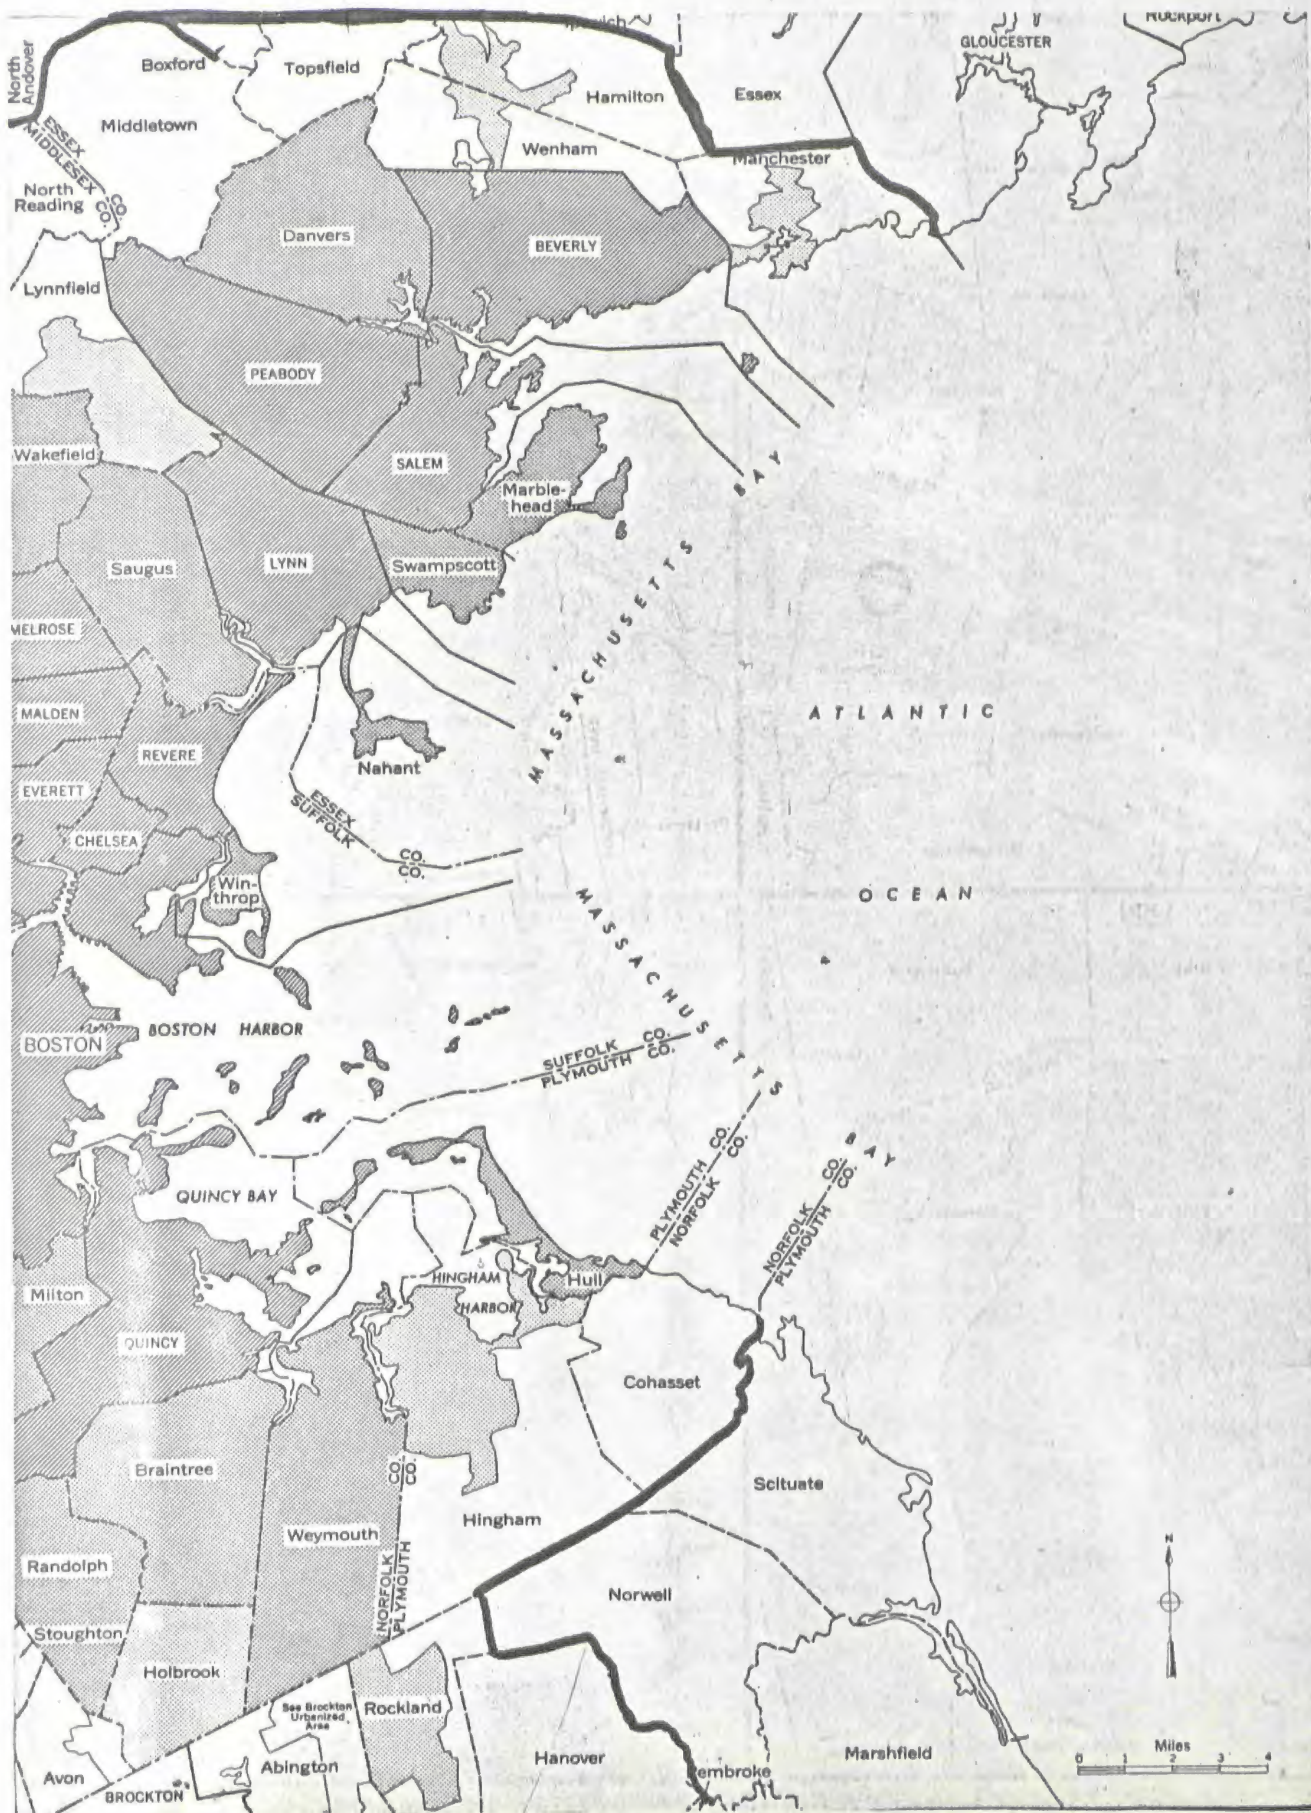 Rockport
GLOUCESTER
North
Andover
Boxford
Topsfield
Hamilton
Essex
Middletown
ESSEX CO.
MIDDLESEX CO.
Wenham
Manchester
North
Reading
Danvers
BEVERLY
Lynnfield
PEABODY
Wakefield
SALEM
Marble-
head
MASSACHUSETTS BAY
Saugus
LYNN
Swampscott
MELROSE
MALDEN
ATLANTIC
REVERE
Nahant
EVERETT
ESSEX CO.
SUFFOLK CO.
CHELSEA
Win-
throp
OCEAN
MASSACHUSETTS BAY
BOSTON
BOSTON HARBOR
SUFFOLK CO.
PLYMOUTH CO.
PLYMOUTH CO.
NORFOLK CO.
NORFOLK CO.
PLYMOUTH CO.
QUINCY BAY
HINGHAM
HARBOR
Hull
Milton
QUINCY
Cohasset
Braintree
Scituate
Hingham
Weymouth
NORFOLK CO.
PLYMOUTH CO.
Randolph
Norwell
Stoughton
Holbrook
See Brockton
Urbanized
Area
Rockland
N
Avon
Abington
Hanover
Marshfield
Pembroke
BROCKTON
Miles
0 1 2 3 4